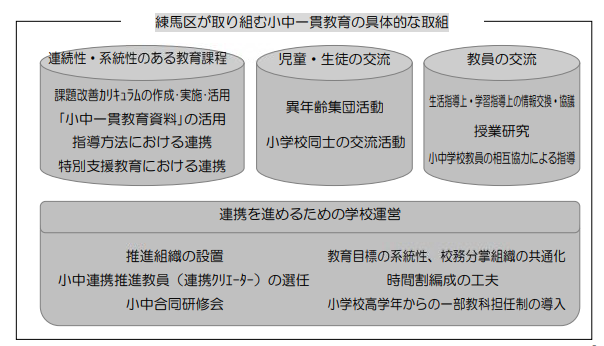 練馬区が取り組む小中一貫教育の具体的な取組
連続性・系統性のある教育課程
課題改善カリキュラムの作成・実施・活用
「小中一貫教育資料」の活用
指導方法における連携
特別支援教育における連携
児童・生徒の交流
異年齢集団活動
小学校同士の交流活動
教員の交流
生活指導上・学習指導上の情報交換・協議
授業研究
小中学校教員の相互協力による指導
連携を進めるための学校運営
推進組織の設置
小中連携推進教員（連携ｸﾘｴｰﾀｰ）の選任
小中合同研修会
教育目標の系統性、校務分掌組織の共通化
時間割編成の工夫
小学校高学年からの一部教科担任制の導入